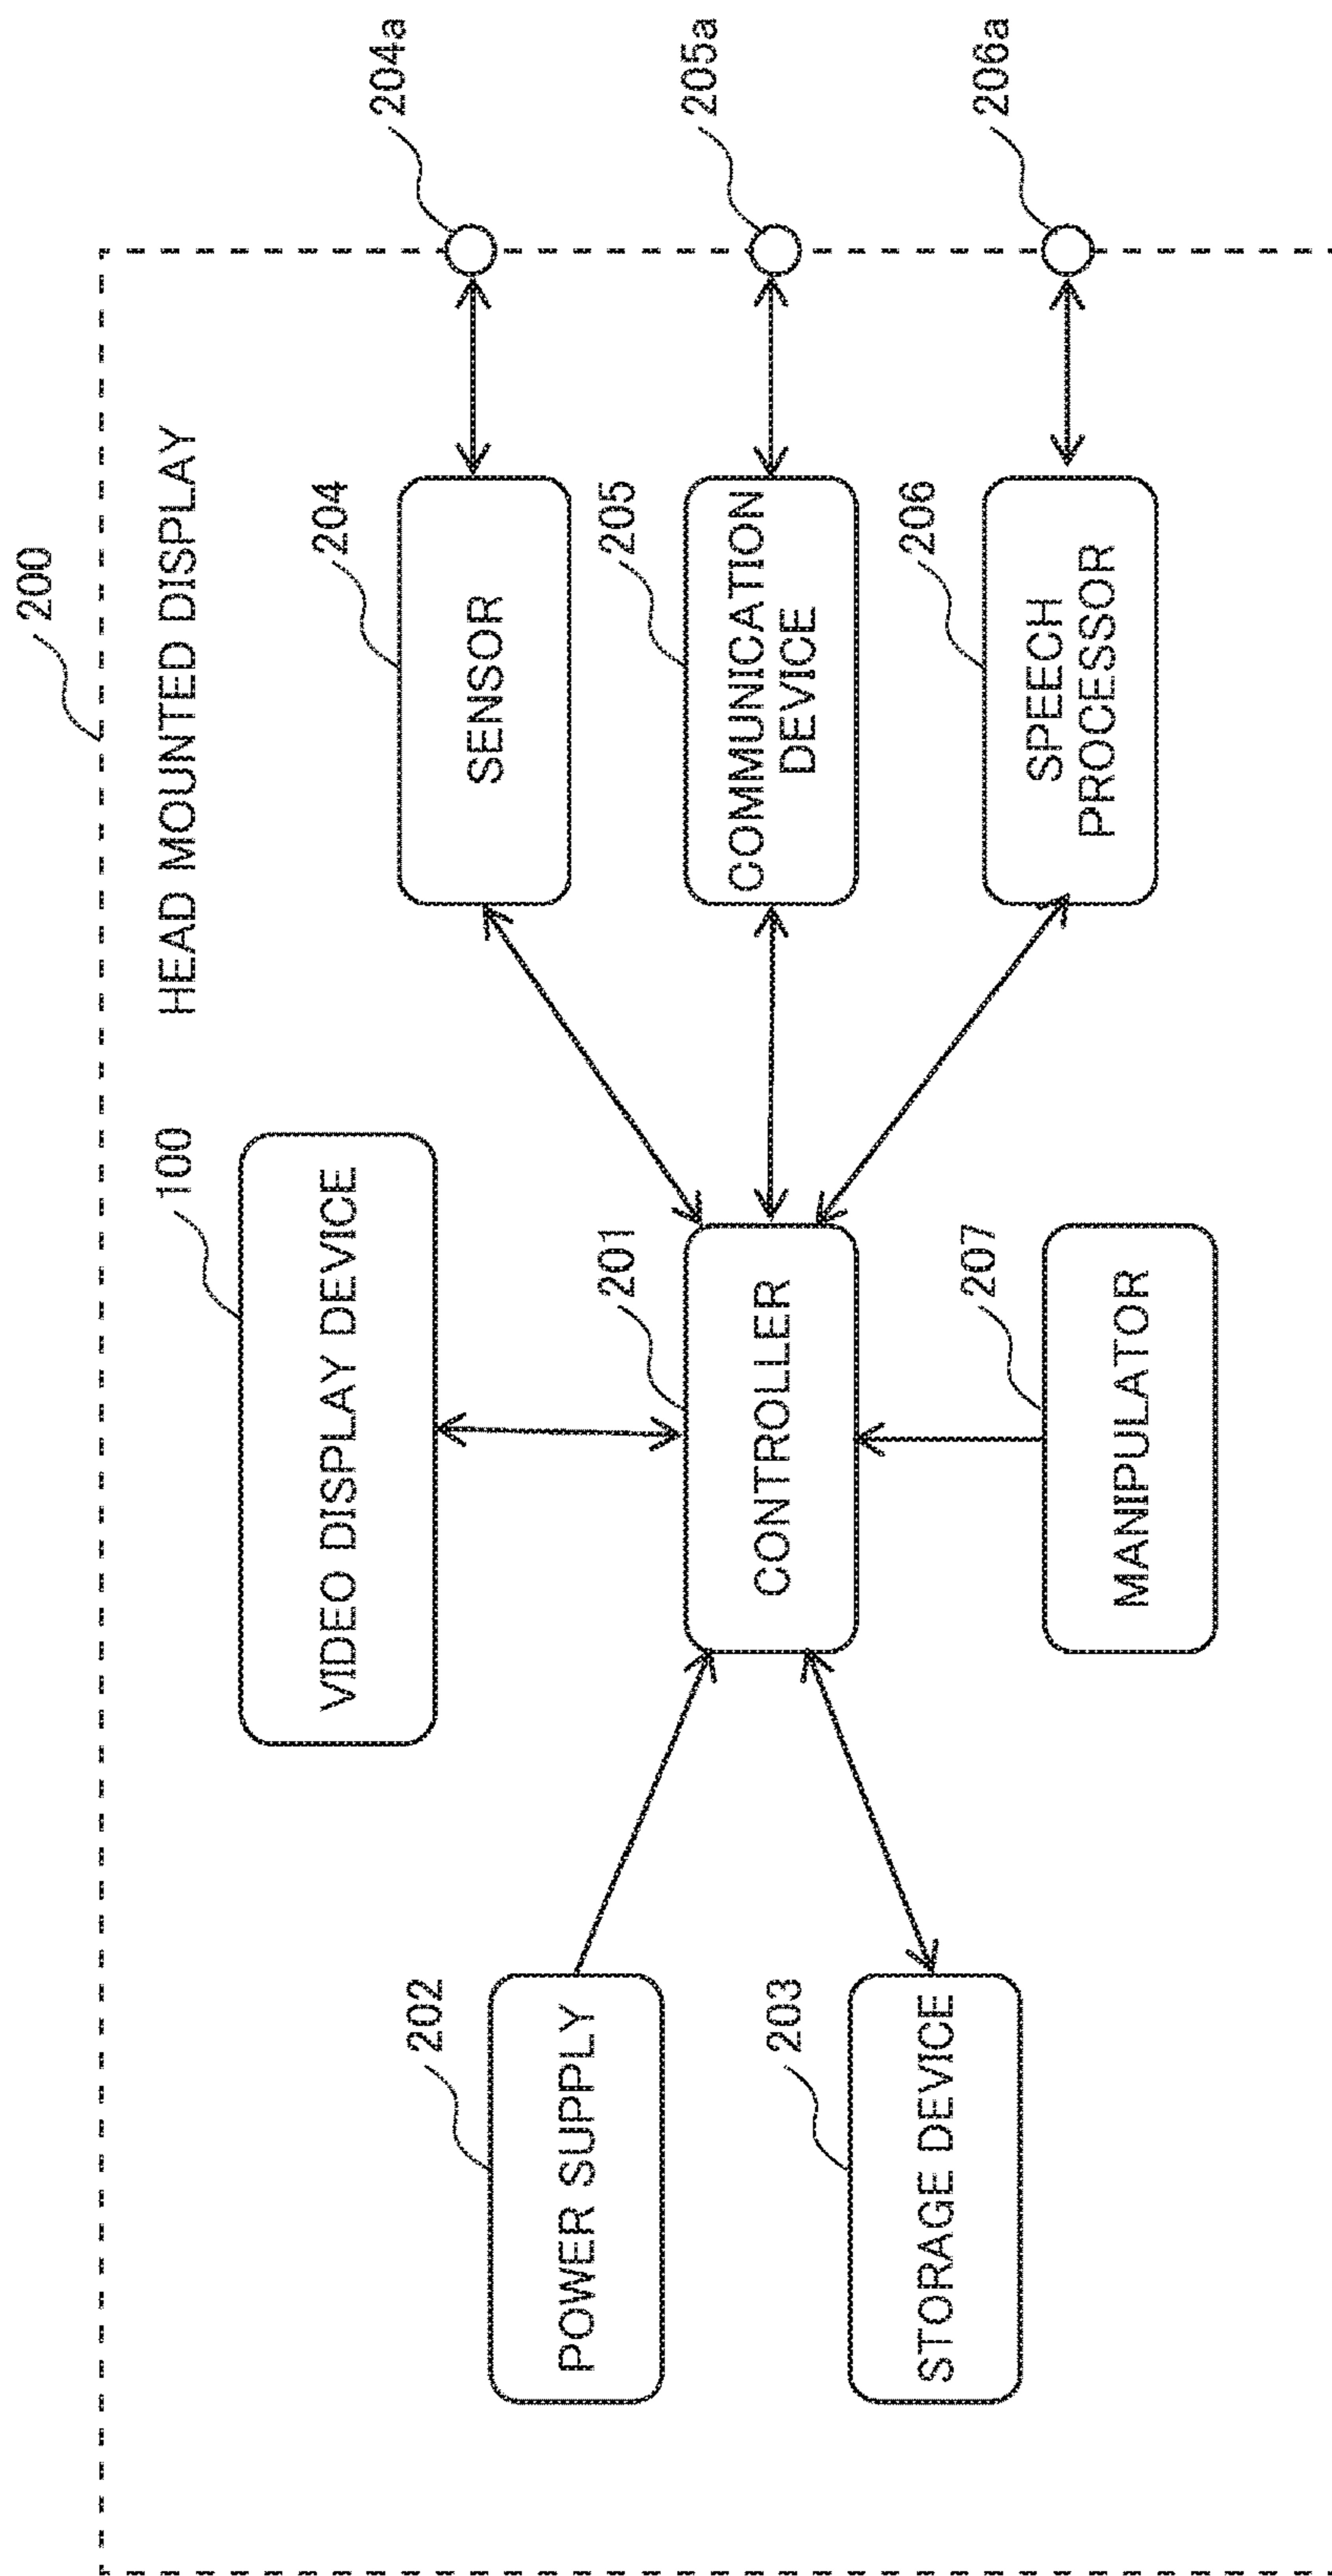 200
HEAD MOUNTED DISPLAY
100
VIDEO DISPLAY DEVICE
202
POWER SUPPLY
203
STORAGE DEVICE
201
CONTROLLER
207
MANIPULATOR
204
SENSOR
204a
205
COMMUNICATION
DEVICE
205a
206
SPEECH
PROCESSOR
206a